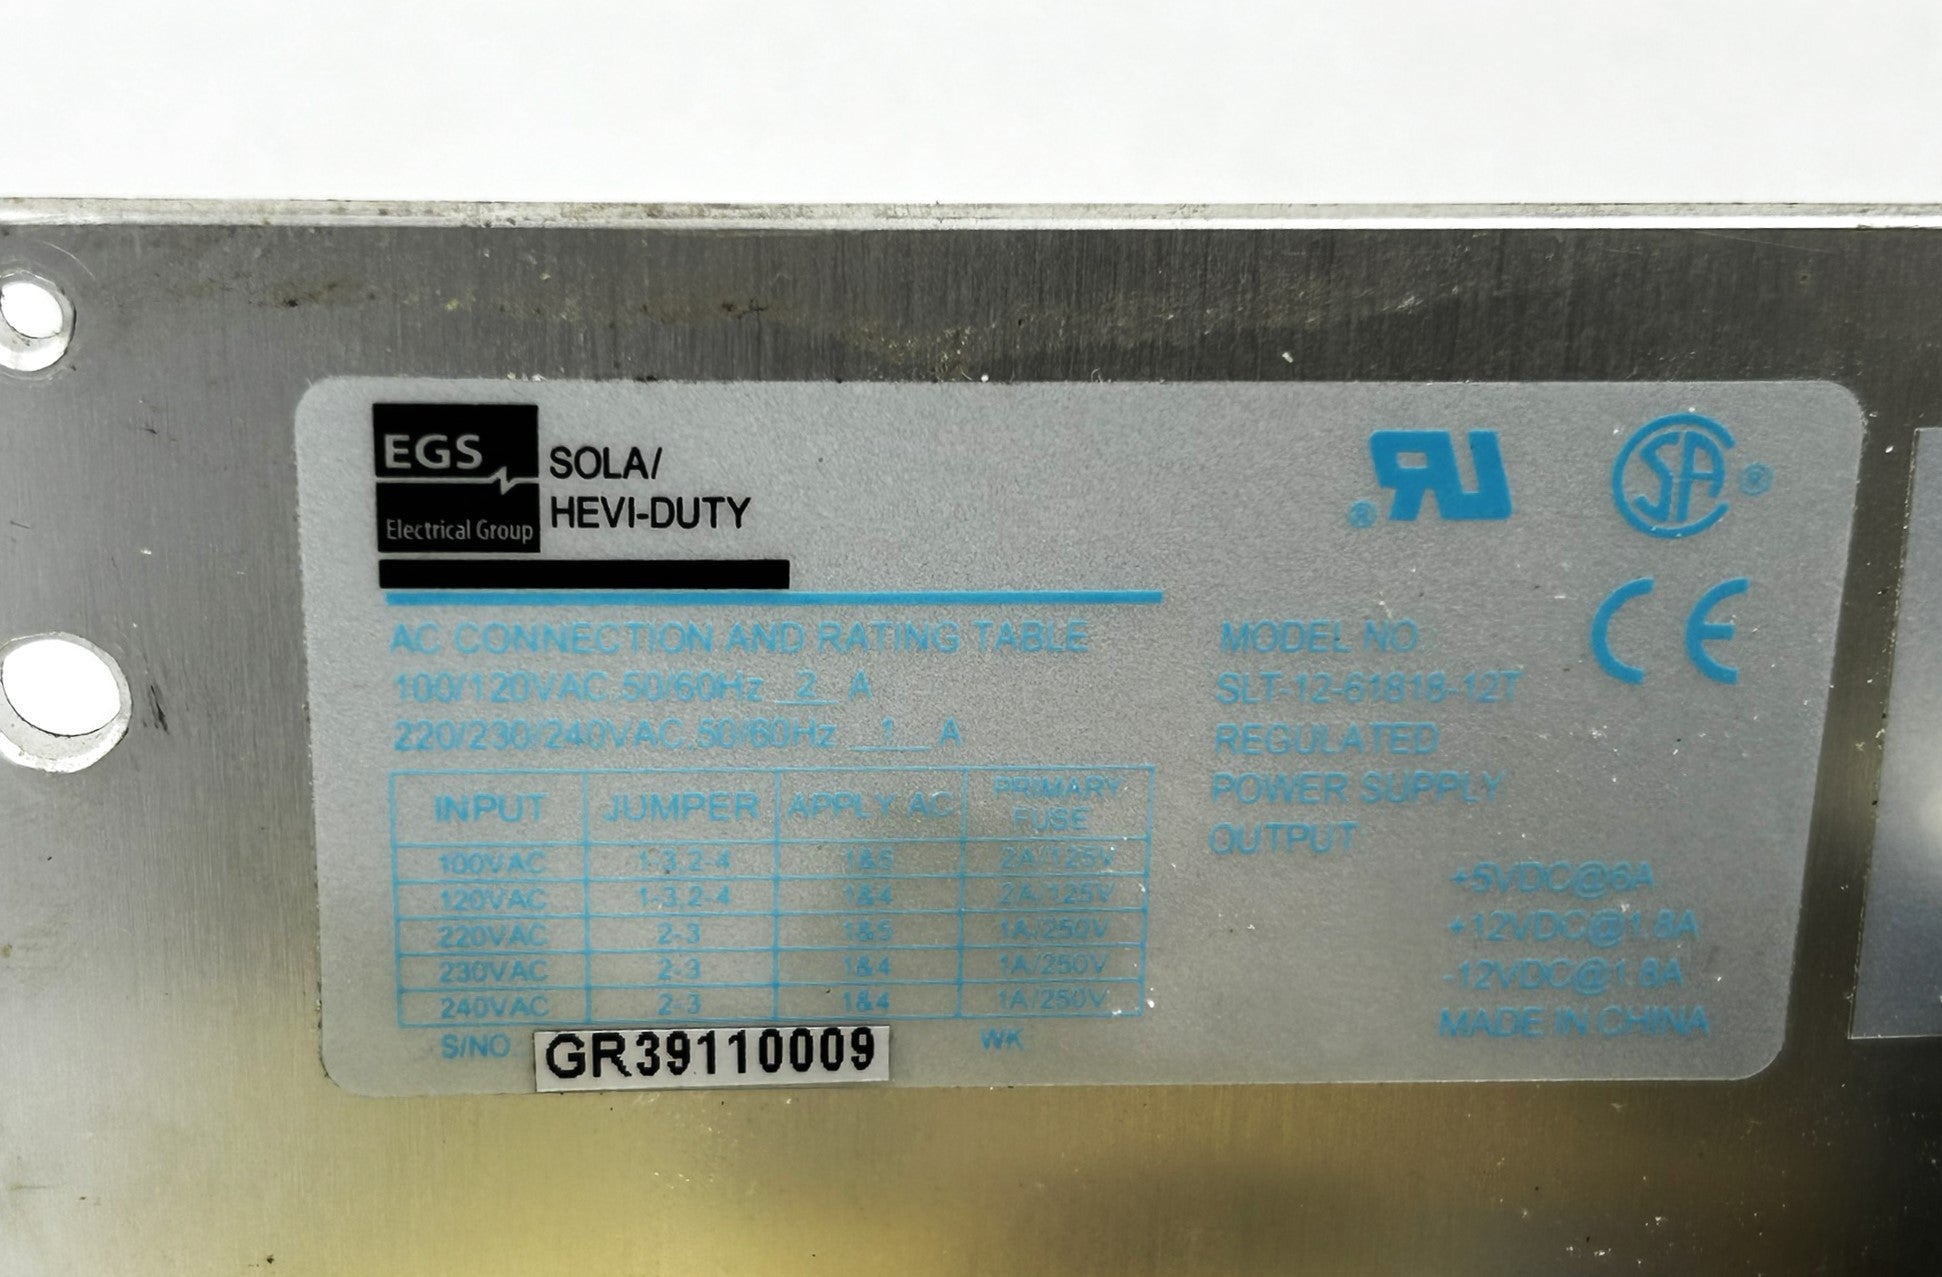 EGS
Electrical Group
SOLA/
HEVI-DUTY
AC CONNECTION AND RATING TABLE
100/120VAC,50/60Hz 2 A
220/230/240VAC,50/60Hz 1 A
INPUT JUMPER APPLY AC PRIMARY FUSE
100VAC 1-3,2-4 1&5 2A/125V
120VAC 1-3,2-4 1&4 2A/125V
220VAC 2-3 1&5 1A/250V
230VAC 2-3 1&4 1A/250V
240VAC 2-3 1&4 1A/250V
S/NO GR39110009 WK
RU ®
SA ®
CE
MODEL NO.
SLT-12-61818-12T
REGULATED
POWER SUPPLY
OUTPUT
+5VDC@6A
+12VDC@1.8A
-12VDC@1.8A
MADE IN CHINA